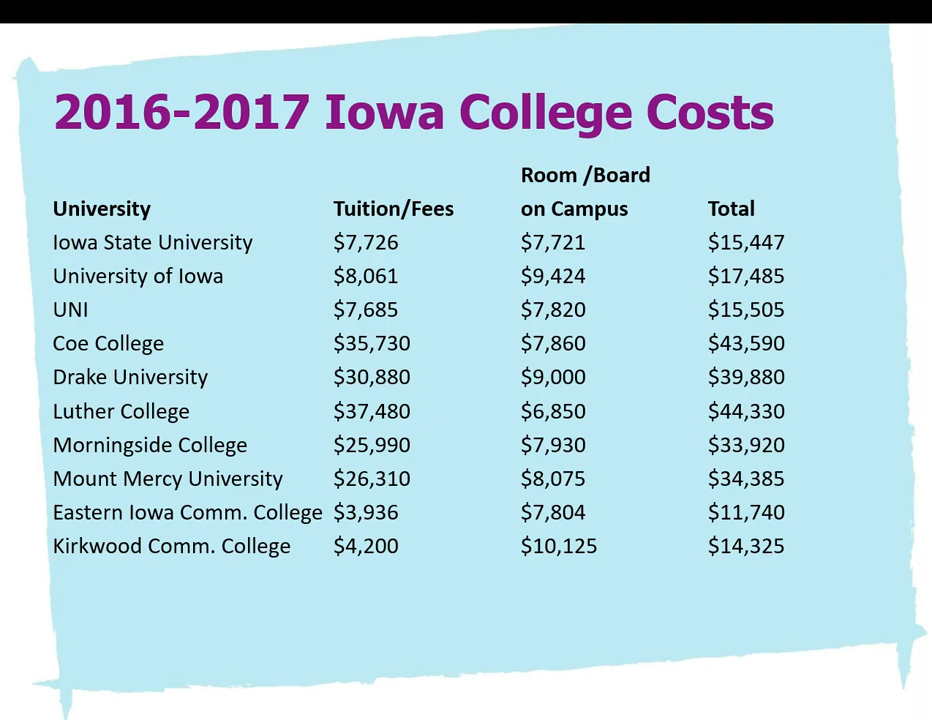 2016-2017 Iowa College Costs
Room /Board
University Tuition/Fees on Campus Total
Iowa State University $7,726 $7,721 $15,447
University of Iowa $8,061 $9,424 $17,485
UNI $7,685 $7,820 $15,505
Coe College $35,730 $7,860 $43,590
Drake University $30,880 $9,000 $39,880
Luther College $37,480 $6,850 $44,330
Morningside College $25,990 $7,930 $33,920
Mount Mercy University $26,310 $8,075 $34,385
Eastern Iowa Comm. College $3,936 $7,804 $11,740
Kirkwood Comm. College $4,200 $10,125 $14,325